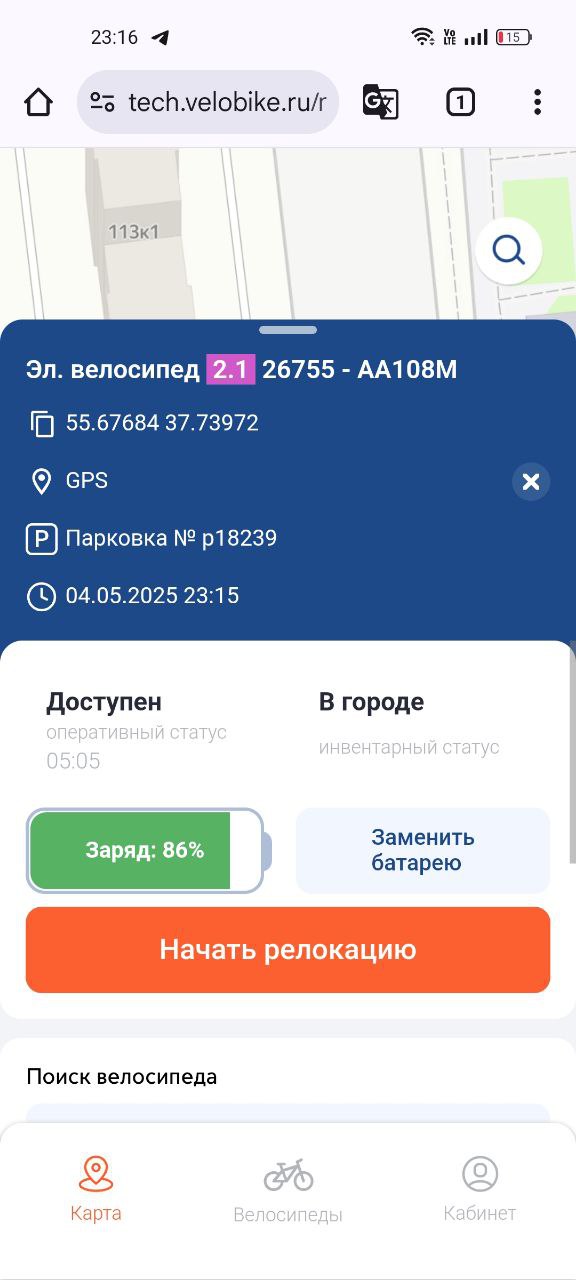 23:16
Vo LTE
15
tech.velobike.ru/r
G
1
113к1
Эл. велосипед 2.1 26755 - AA108M
55.67684 37.73972
GPS
P Парковка № p18239
04.05.2025 23:15
Доступен
оперативный статус
05:05
В городе
инвентарный статус
Заряд: 86%
Заменить
батарею
Начать релокацию
Поиск велосипеда
Карта
Велосипеды
Кабинет